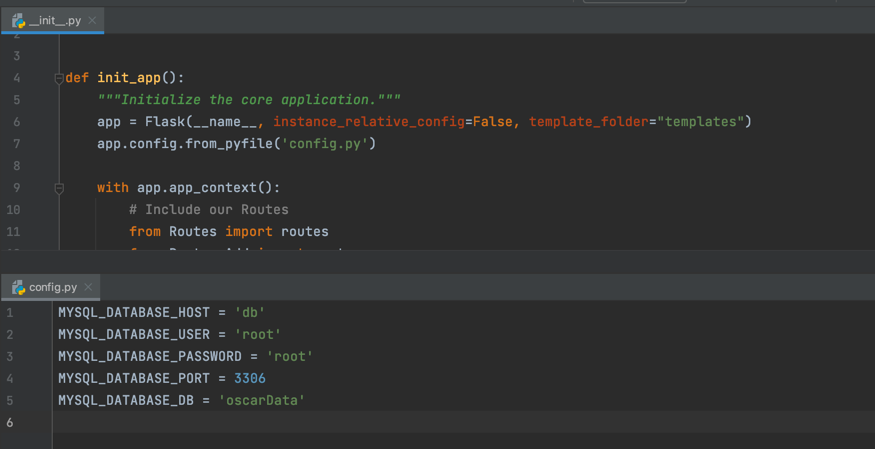 __init__.py
2
3
4 def init_app():
5 """Initialize the core application."""
6 app = Flask(__name__, instance_relative_config=False, template_folder="templates")
7 app.config.from_pyfile('config.py')
8
9 with app.app_context():
10 # Include our Routes
11 from Routes import routes
config.py
1 MYSQL_DATABASE_HOST = 'db'
2 MYSQL_DATABASE_USER = 'root'
3 MYSQL_DATABASE_PASSWORD = 'root'
4 MYSQL_DATABASE_PORT = 3306
5 MYSQL_DATABASE_DB = 'oscarData'
6